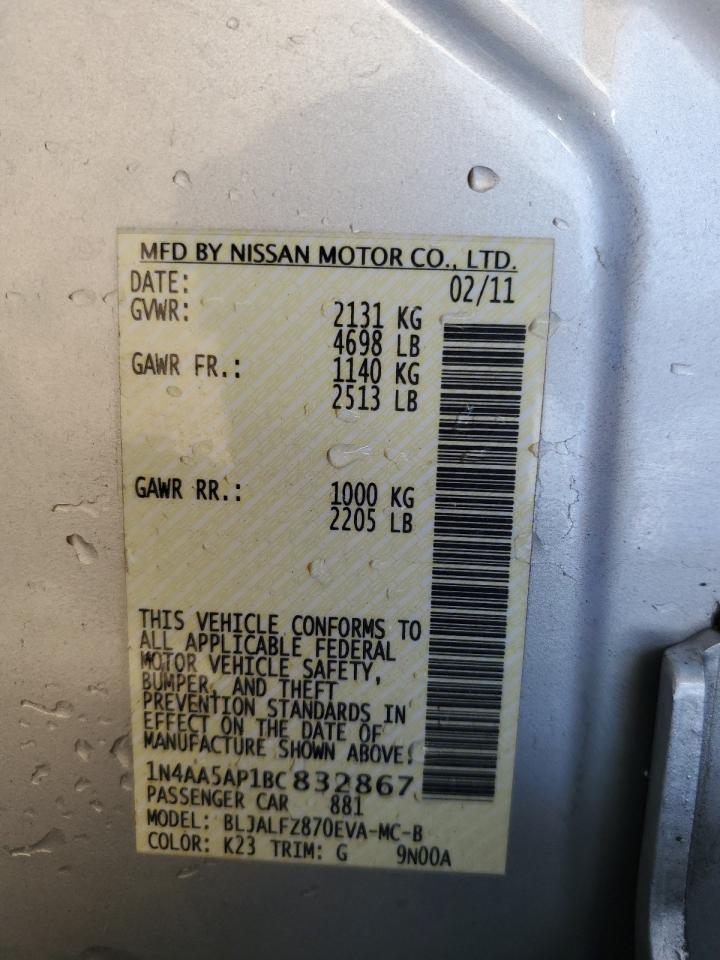 MFD BY NISSAN MOTOR CO., LTD.
DATE: 02/11
GVWR: 2131 KG
4698 LB
GAWR FR.: 1140 KG
2513 LB
GAWR RR.: 1000 KG
2205 LB
THIS VEHICLE CONFORMS TO
ALL APPLICABLE FEDERAL
MOTOR VEHICLE SAFETY,
BUMPER, AND THEFT
PREVENTION STANDARDS IN
EFFECT ON THE DATE OF
MANUFACTURE SHOWN ABOVE.
1N4AA5AP1BC832867
PASSENGER CAR 881
MODEL: BLJALFZ870EVA-MC-B
COLOR: K23 TRIM: G 9N00A